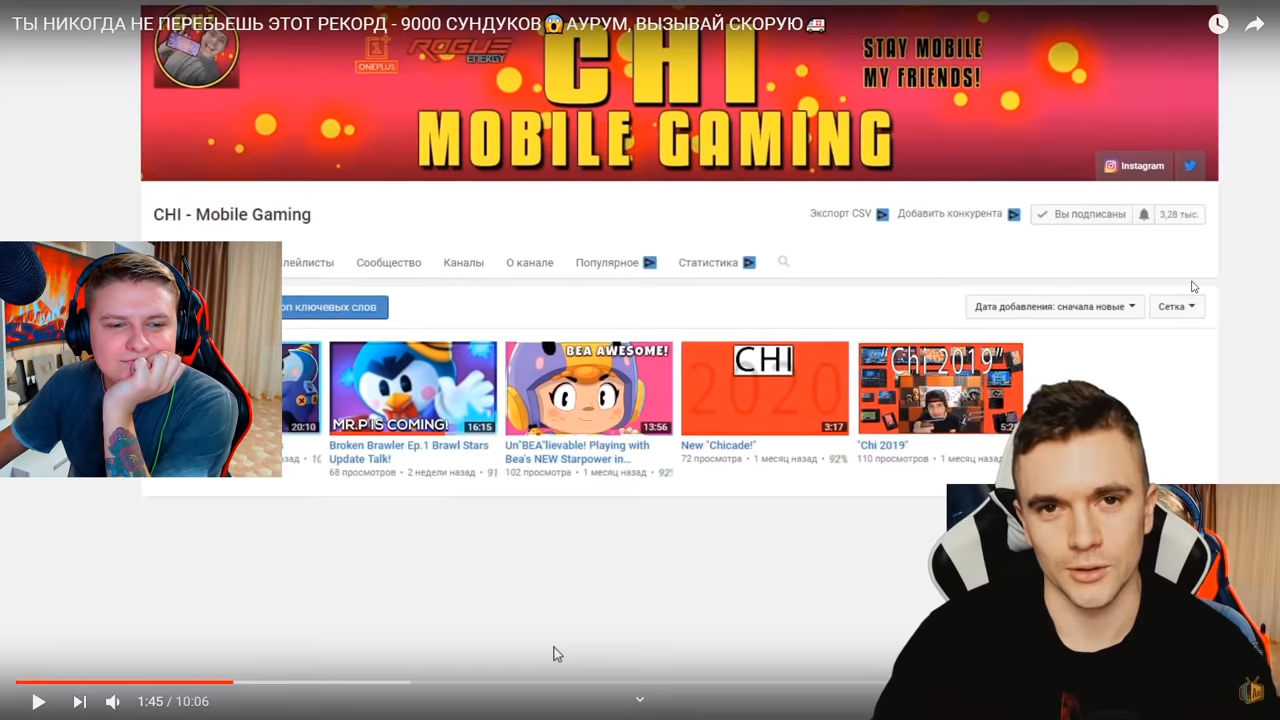 ТЫ НИКОГДА НЕ ПЕРЕБЬЕШЬ ЭТОТ РЕКОРД - 9000 СУНДУКОВ😱АУРУМ, ВЫЗЫВАЙ СКОРУЮ🚑
ONEPLUS
ROGUE
ENERGY
CHI
MOBILE GAMING
STAY MOBILE
MY FRIENDS!
Instagram
CHI - Mobile Gaming
Экспорт CSV
Добавить конкурента
Вы подписаны
3,28 тыс.
лейлисты
Сообщество
Каналы
О канале
Популярное
Статистика
оп ключевых слов
Дата добавления: сначала новые
Сетка
20:10
MR.P IS COMING!
16:15
BEA AWESOME!
13:56
CHI
2020
3:17
"Chi 2019"
5:2
Broken Brawler Ep.1 Brawl Stars
Update Talk!
68 просмотров • 2 недели назад • 91
Un"BEA"lievable! Playing with
Bea's NEW Starpower in...
102 просмотра • 1 месяц назад • 92%
New "Chicade!"
72 просмотра • 1 месяц назад • 92%
"Chi 2019"
110 просмотров • 1 месяц назад
1:45 / 10:06